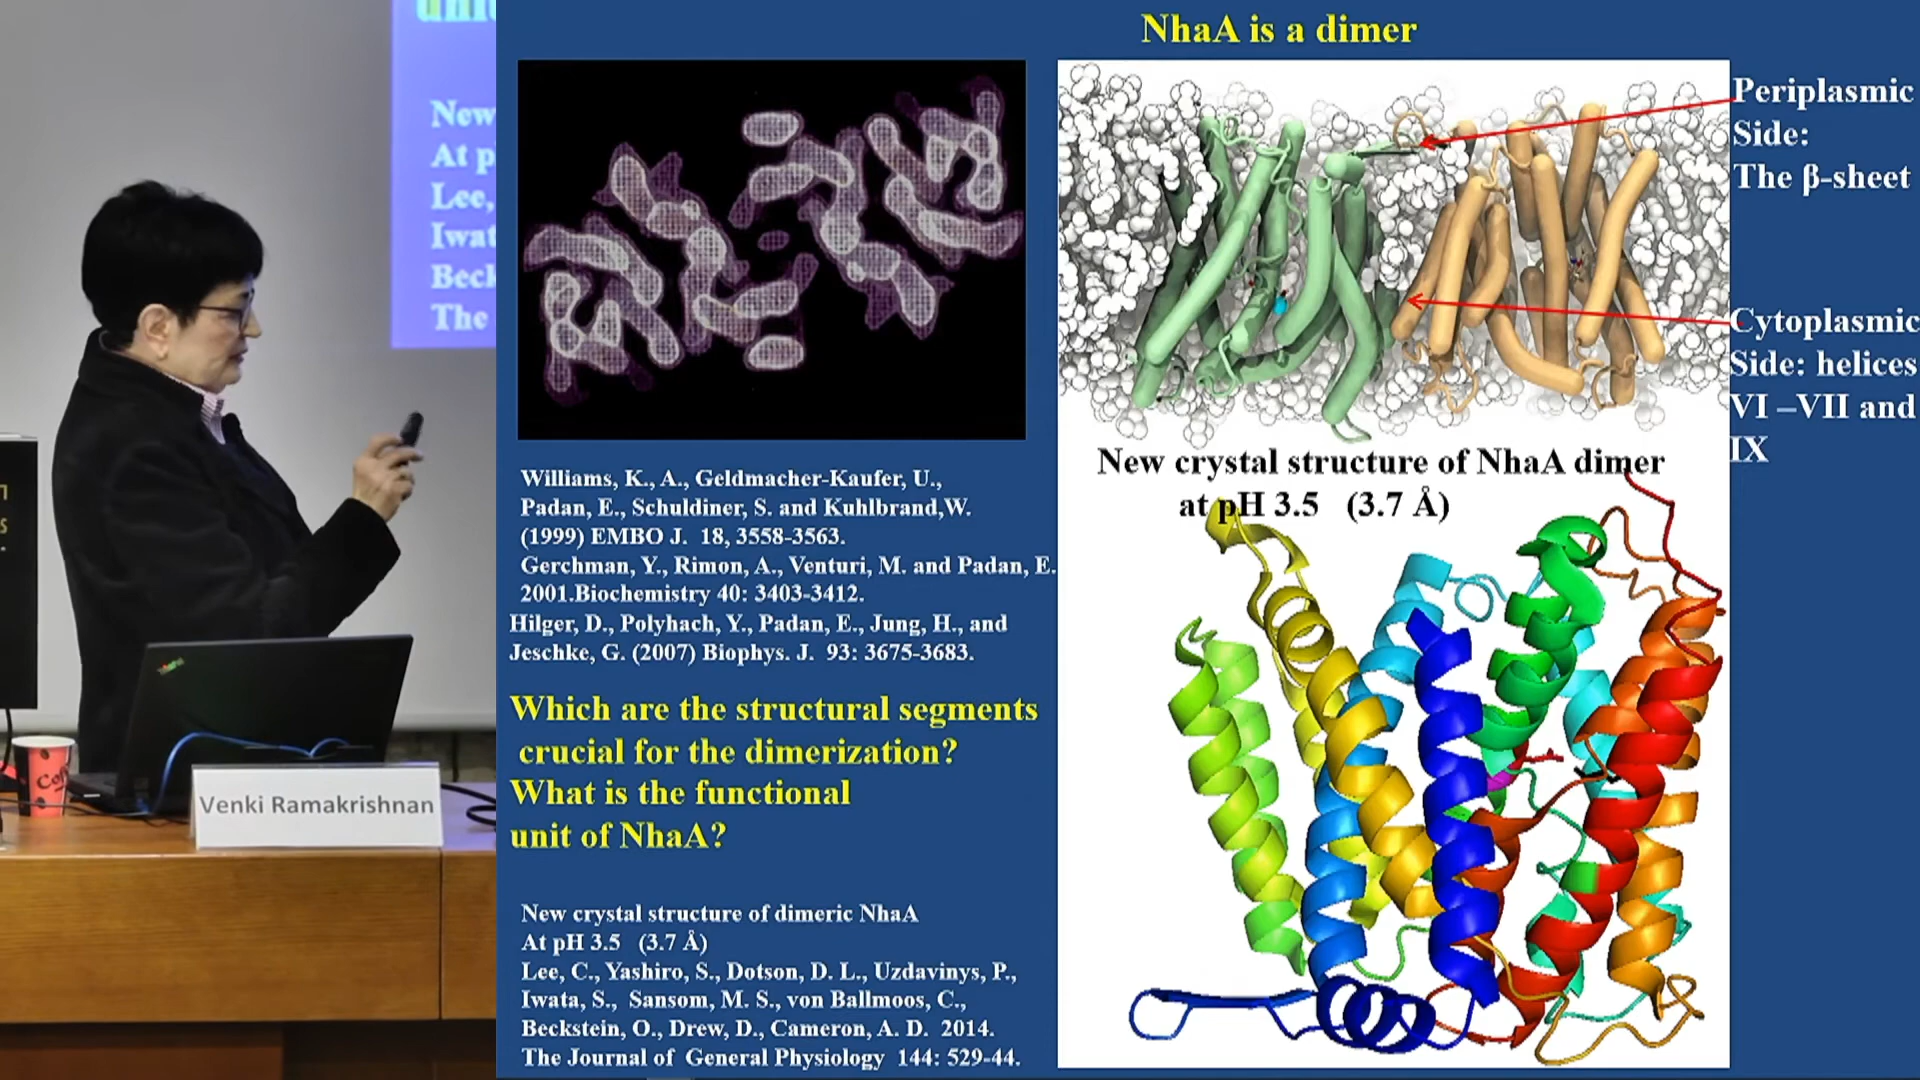 unit
New
At p
Lee,
Iwat
Beck
The
Venki Ramakrishnan
NhaA is a dimer
Periplasmic
Side:
The β-sheet
Cytoplasmic
Side: helices
VI –VII and
IX
New crystal structure of NhaA dimer
at pH 3.5 (3.7 Å)
Williams, K., A., Geldmacher-Kaufer, U.,
Padan, E., Schuldiner, S. and Kuhlbrand,W.
(1999) EMBO J. 18, 3558-3563.
Gerchman, Y., Rimon, A., Venturi, M. and Padan, E.
2001.Biochemistry 40: 3403-3412.
Hilger, D., Polyhach, Y., Padan, E., Jung, H., and
Jeschke, G. (2007) Biophys. J. 93: 3675-3683.
Which are the structural segments
crucial for the dimerization?
What is the functional
unit of NhaA?
New crystal structure of dimeric NhaA
At pH 3.5 (3.7 Å)
Lee, C., Yashiro, S., Dotson, D. L., Uzdavinys, P.,
Iwata, S., Sansom, M. S., von Ballmoos, C.,
Beckstein, O., Drew, D., Cameron, A. D. 2014.
The Journal of General Physiology 144: 529-44.